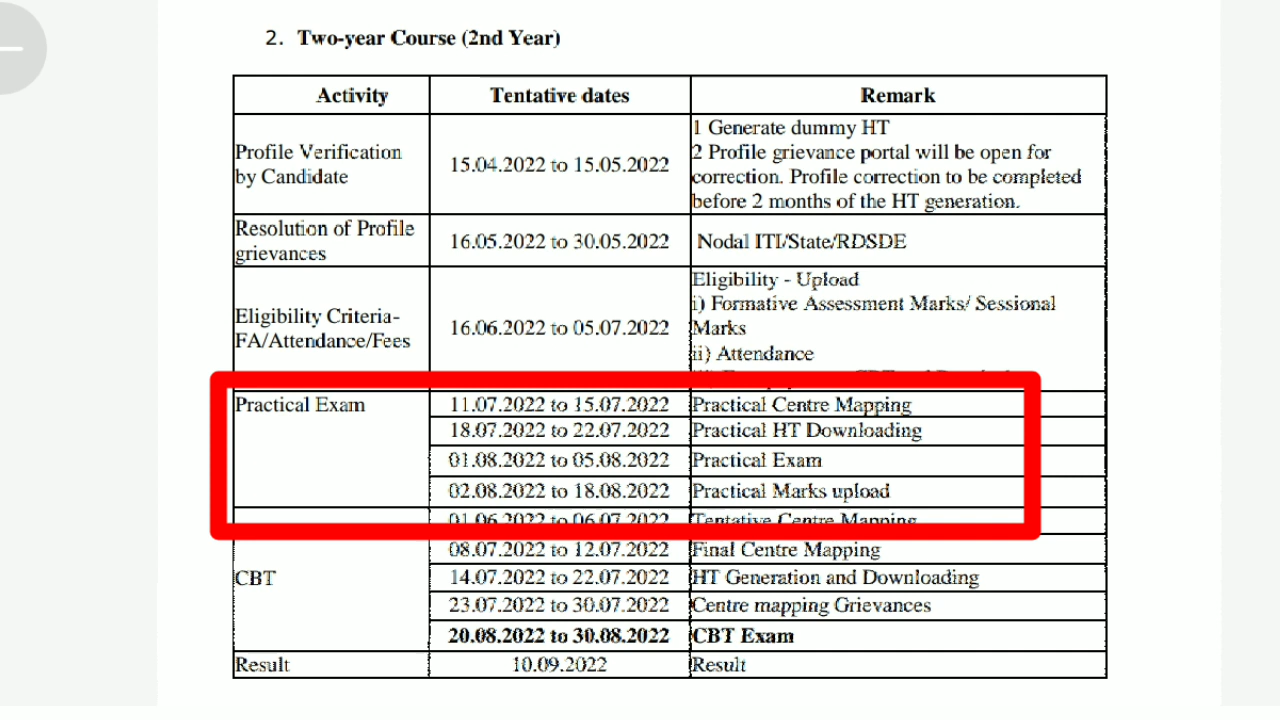 2. Two-year Course (2nd Year)
Activity Tentative dates Remark
Profile Verification by Candidate 15.04.2022 to 15.05.2022 1 Generate dummy HT
2 Profile grievance portal will be open for
correction. Profile correction to be completed
before 2 months of the HT generation.
Resolution of Profile grievances 16.05.2022 to 30.05.2022 Nodal ITI/State/RDSDE
Eligibility Criteria-
FA/Attendance/Fees 16.06.2022 to 05.07.2022 Eligibility - Upload
i) Formative Assessment Marks/ Sessional
Marks
ii) Attendance
Practical Exam 11.07.2022 to 15.07.2022 Practical Centre Mapping
18.07.2022 to 22.07.2022 Practical HT Downloading
01.08.2022 to 05.08.2022 Practical Exam
02.08.2022 to 18.08.2022 Practical Marks upload
01.06.2022 to 06.07.2022 Tentative Centre Mapping
08.07.2022 to 12.07.2022 Final Centre Mapping
CBT 14.07.2022 to 22.07.2022 HT Generation and Downloading
23.07.2022 to 30.07.2022 Centre mapping Grievances
20.08.2022 to 30.08.2022 CBT Exam
Result 10.09.2022 Result